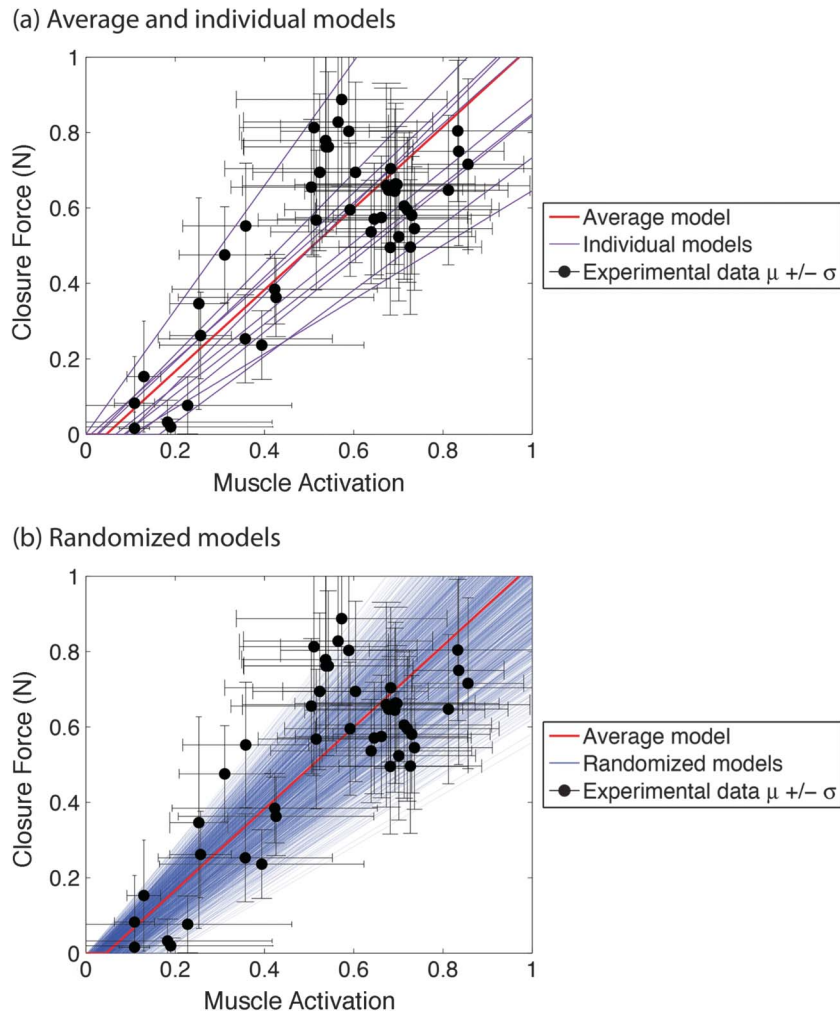 (a) Average and individual models
1
0.8
0.6
0.4
0.2
0
0
0.2
0.4
0.6
0.8
1
Closure Force (N)
Muscle Activation
Average model
Individual models
Experimental data μ +/− σ
(b) Randomized models
1
0.8
0.6
0.4
0.2
0
0
0.2
0.4
0.6
0.8
1
Closure Force (N)
Muscle Activation
Average model
Randomized models
Experimental data μ +/− σ